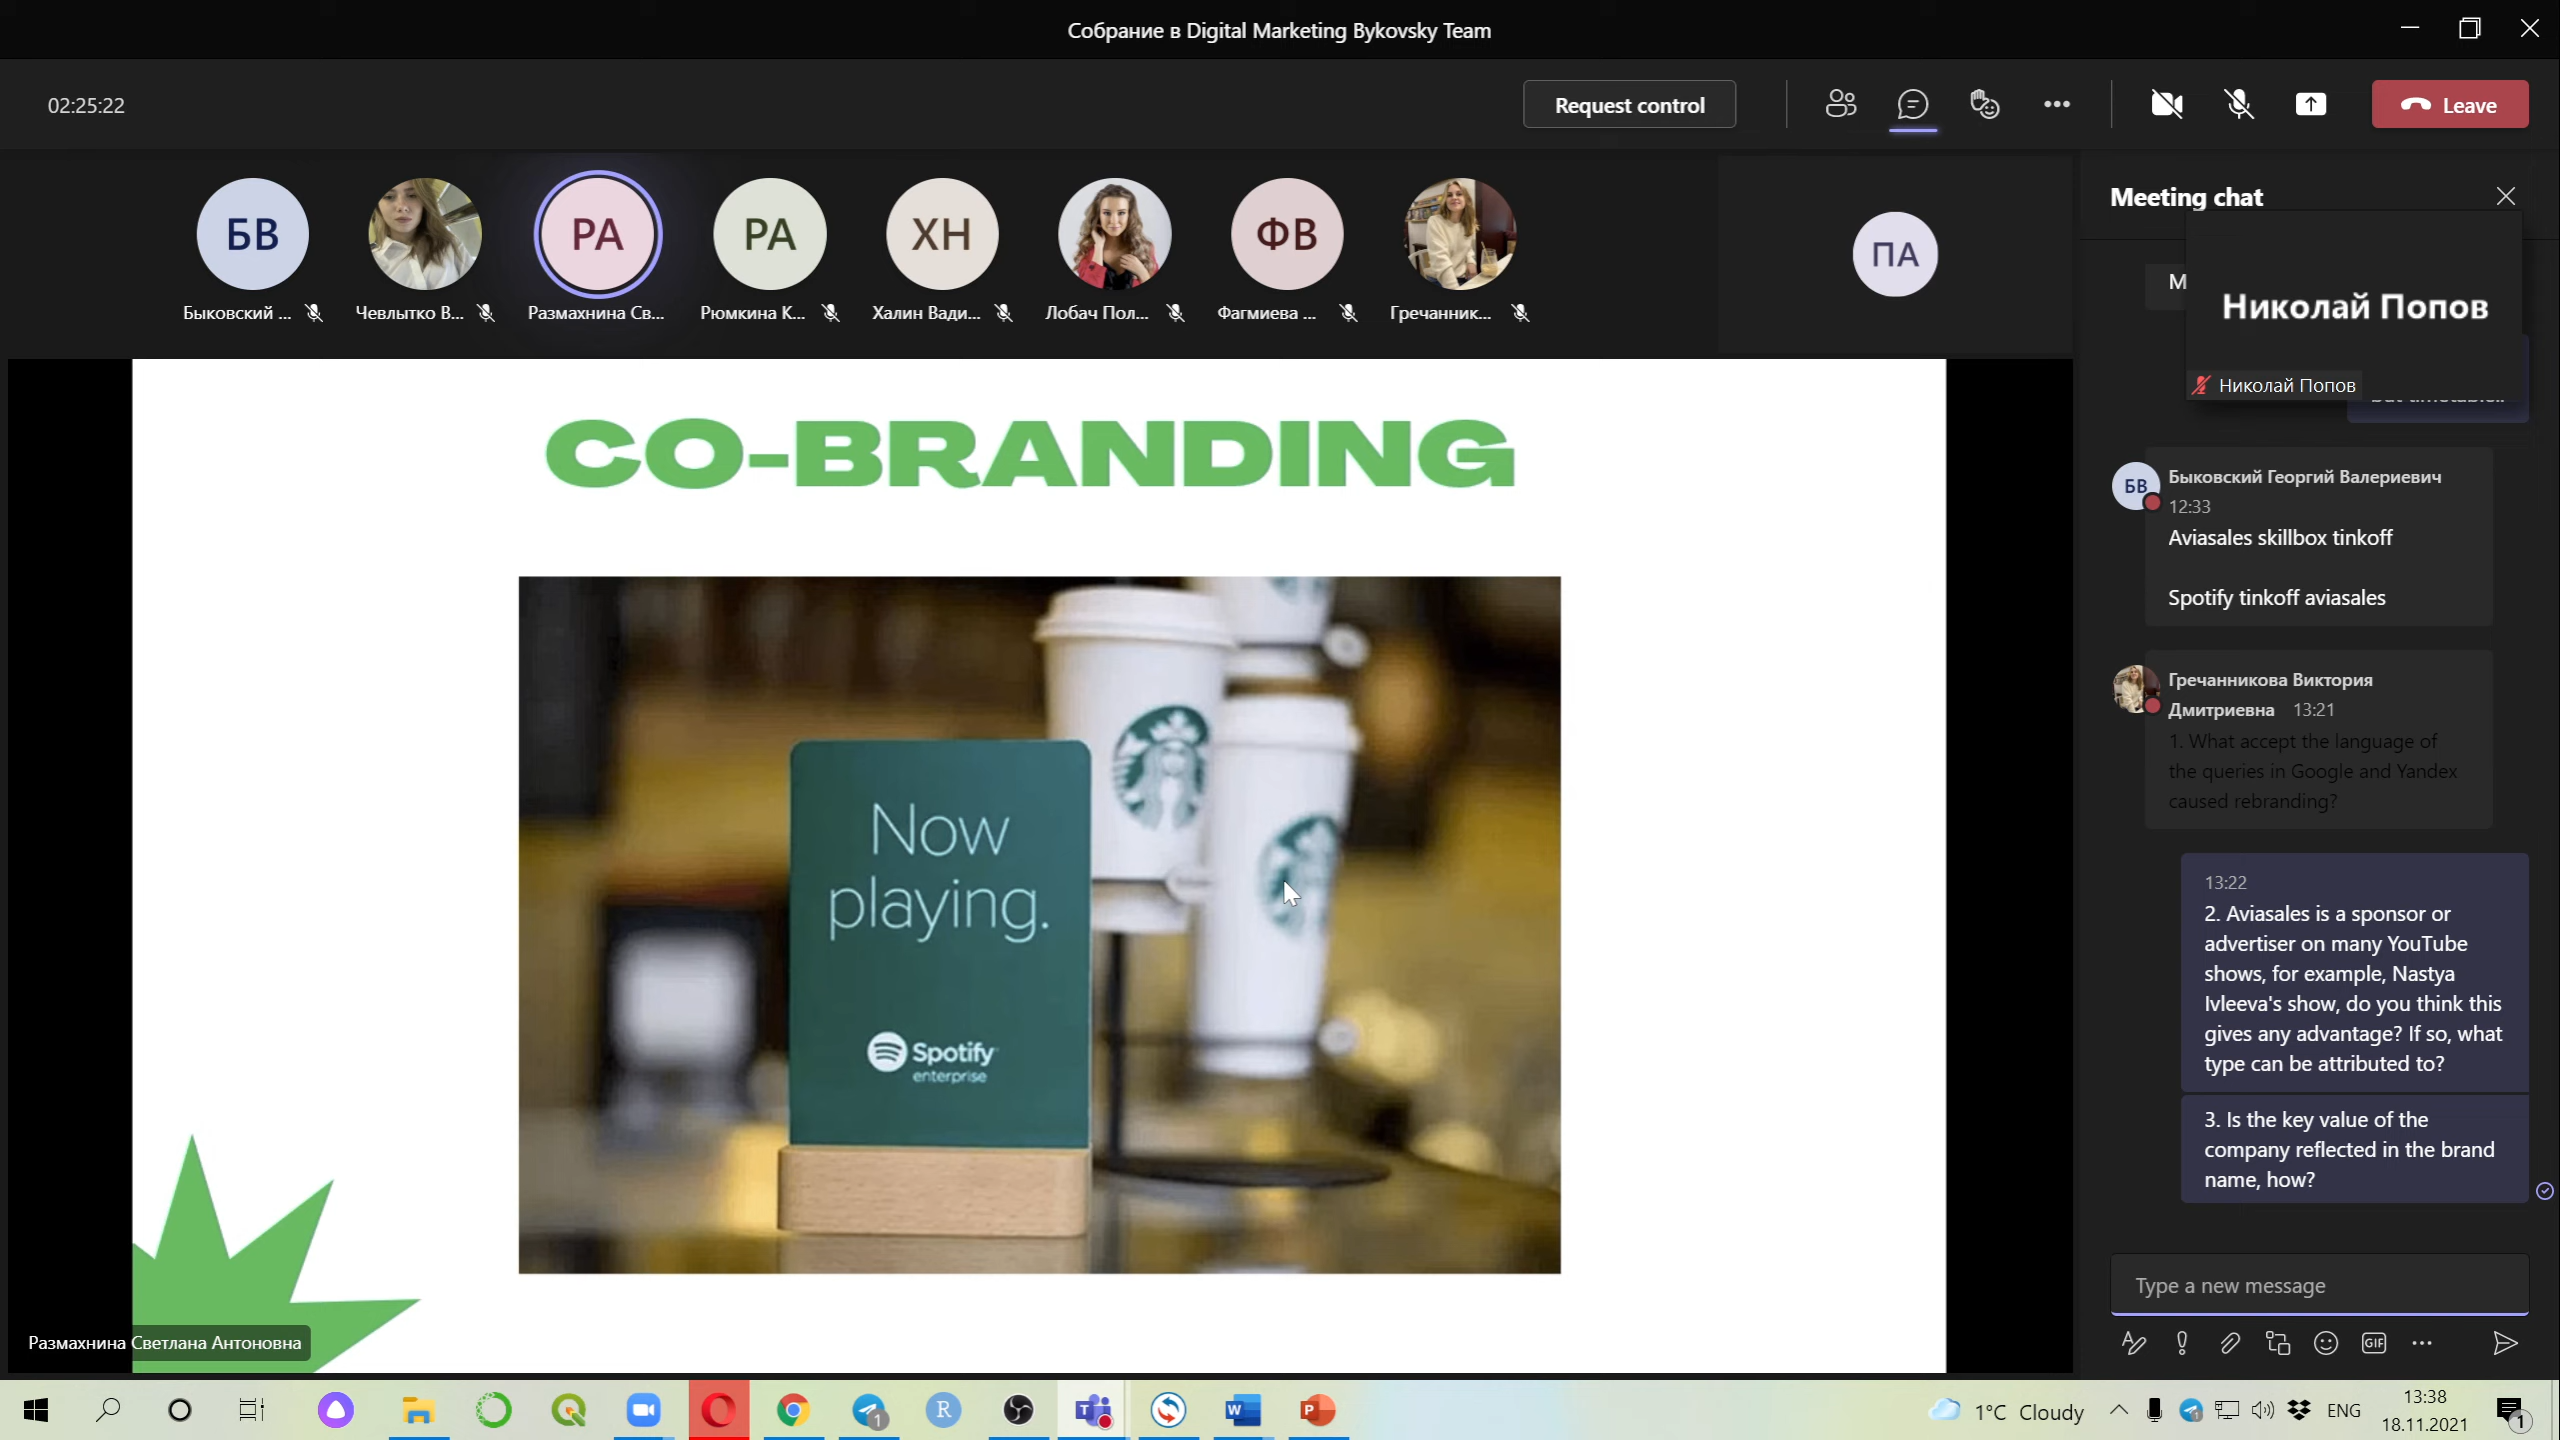 Собрание в Digital Marketing Bykovsky Team
02:25:22
Request control
Leave
БВ
РА
РА
ХН
ФВ
ПА
Быковский ...
Чевлытко В...
Размахнина Св...
Рюмкина К...
Халин Вади...
Лобач Пол...
Фагмиева ...
Гречанник...
CO-BRANDING
Now
playing.
Spotify
enterprise
Размахнина Светлана Антоновна
Meeting chat
M
Николай Попов
Николай Попов
БВ
Быковский Георгий Валериевич
12:33
Aviasales skillbox tinkoff
Spotify tinkoff aviasales
Гречанникова Виктория
Дмитриевна 13:21
1. What accept the language of
the queries in Google and Yandex
caused rebranding?
13:22
2. Aviasales is a sponsor or
advertiser on many YouTube
shows, for example, Nastya
Ivleeva's show, do you think this
gives any advantage? If so, what
type can be attributed to?
3. Is the key value of the
company reflected in the brand
name, how?
Type a new message
GIF
1°C Cloudy
ENG
13:38
18.11.2021
1